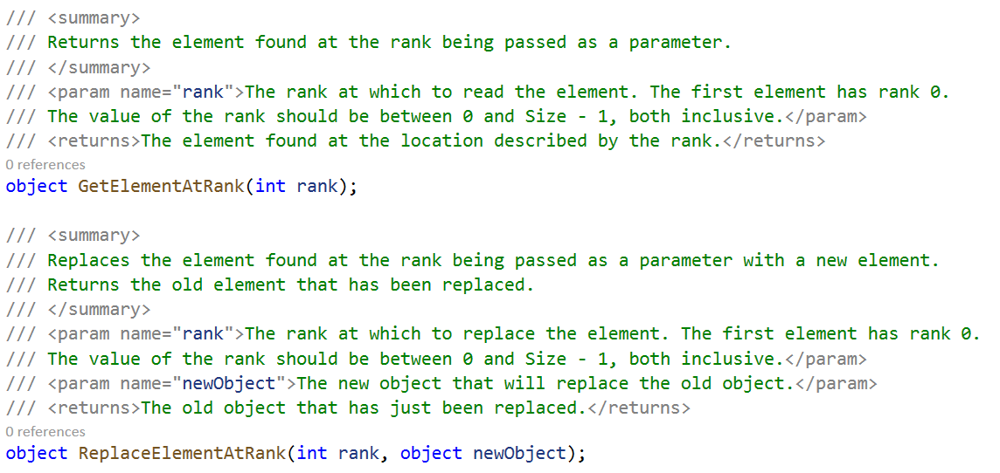 /// <summary>
/// Returns the element found at the rank being passed as a parameter.
/// </summary>
/// <param name="rank">The rank at which to read the element. The first element has rank 0.
/// The value of the rank should be between 0 and Size - 1, both inclusive.</param>
/// <returns>The element found at the location described by the rank.</returns>
0 references
object GetElementAtRank(int rank);
/// <summary>
/// Replaces the element found at the rank being passed as a parameter with a new element.
/// Returns the old element that has been replaced.
/// </summary>
/// <param name="rank">The rank at which to replace the element. The first element has rank 0.
/// The value of the rank should be between 0 and Size - 1, both inclusive.</param>
/// <param name="newObject">The new object that will replace the old object.</param>
/// <returns>The old object that has just been replaced.</returns>
0 references
object ReplaceElementAtRank(int rank, object newObject);